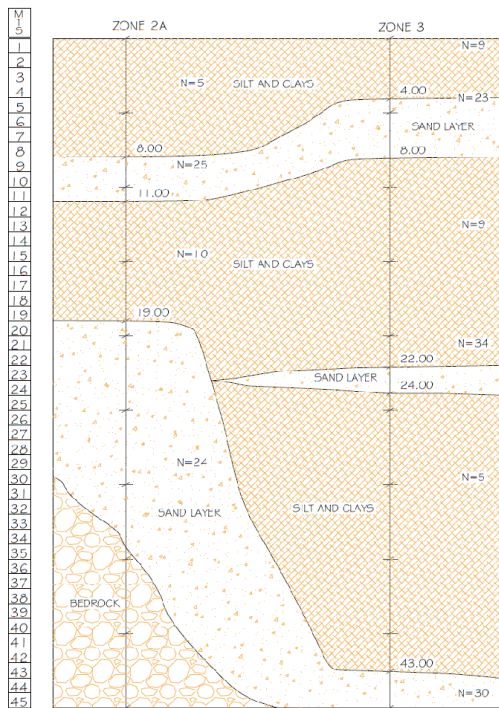 MTS
ZONE 2A
ZONE 3
1
2
3
4
5
6
7
8
9
10
11
12
13
14
15
16
17
18
19
20
21
22
23
24
25
26
27
28
29
30
31
32
33
34
35
36
37
38
39
40
41
42
43
44
45
N=9
N=5
SILT AND CLAYS
4.00
N=23
SAND LAYER
8.00
8.00
N=25
11.00
N=9
N=10
SILT AND CLAYS
19.00
N=34
22.00
SAND LAYER
24.00
N=24
N=5
SAND LAYER
SILT AND CLAYS
BEDROCK
43.00
N=30